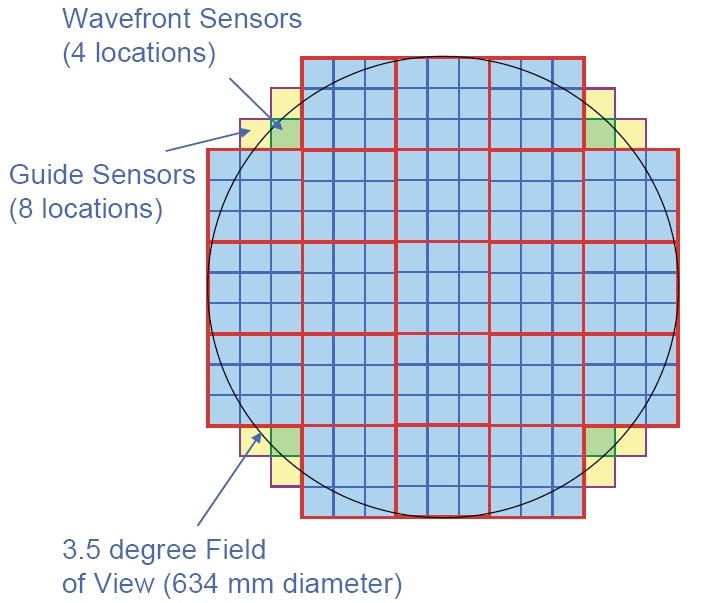 Wavefront Sensors
(4 locations)
Guide Sensors
(8 locations)
3.5 degree Field
of View (634 mm diameter)